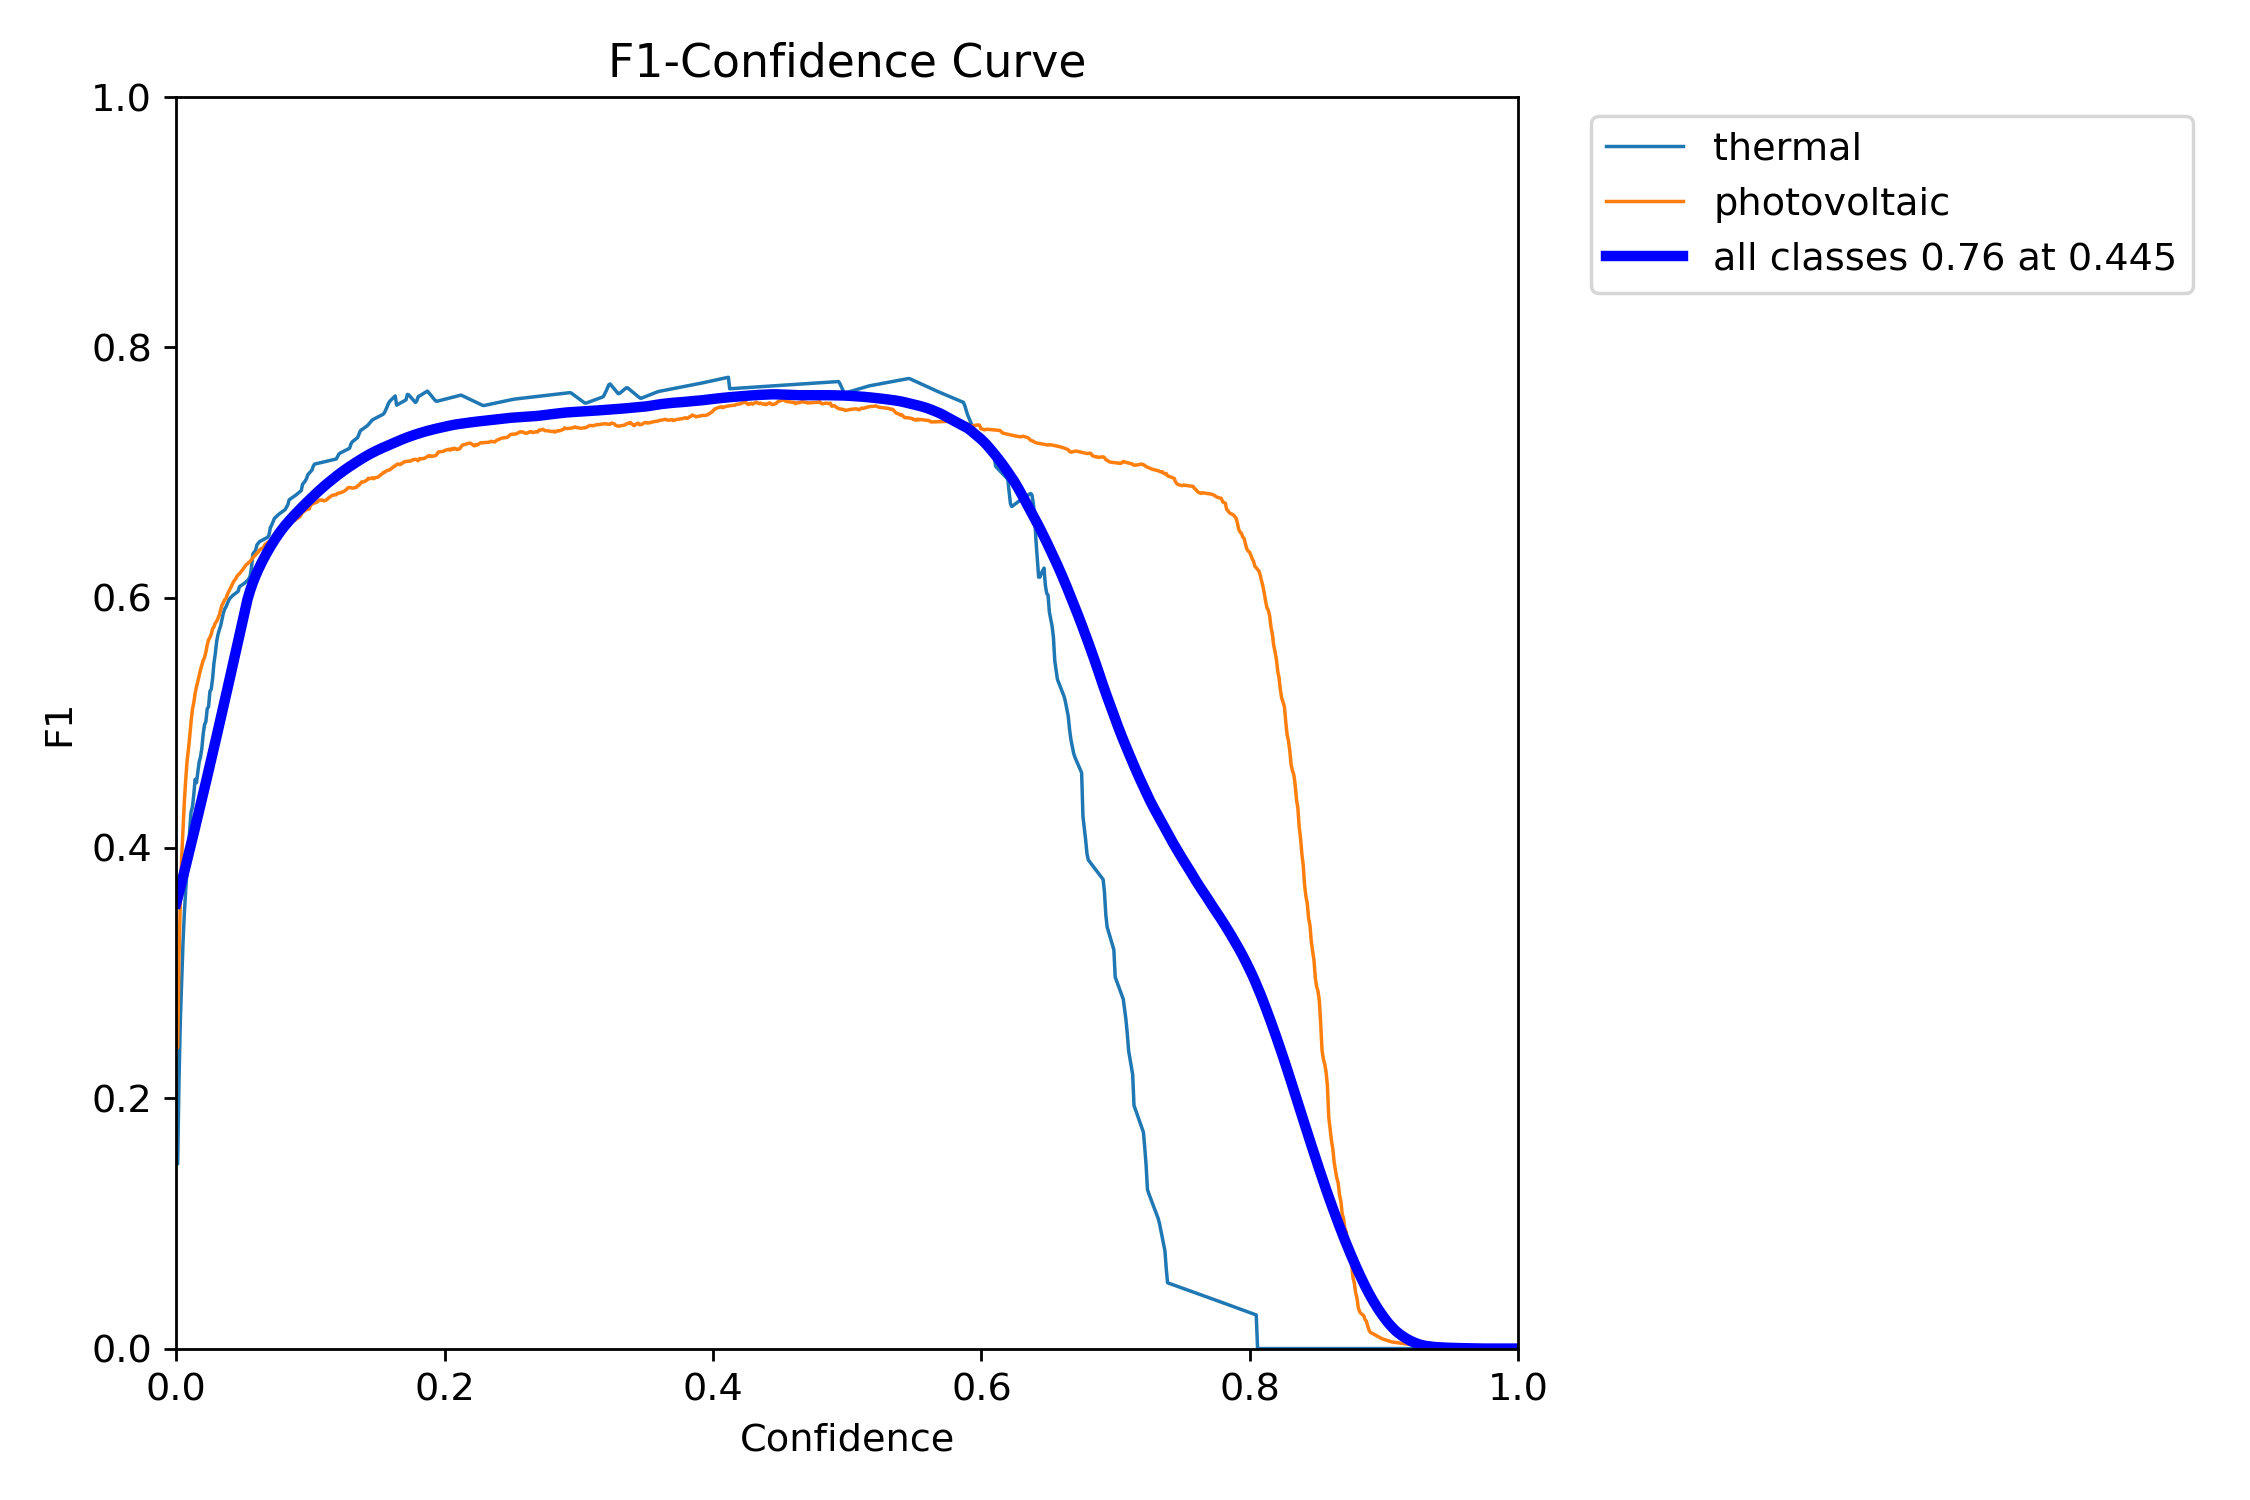 F1-Confidence Curve
1.0
0.8
0.6
0.4
0.2
0.0
F1
0.0 0.2 0.4 0.6 0.8 1.0
Confidence
thermal
photovoltaic
all classes 0.76 at 0.445